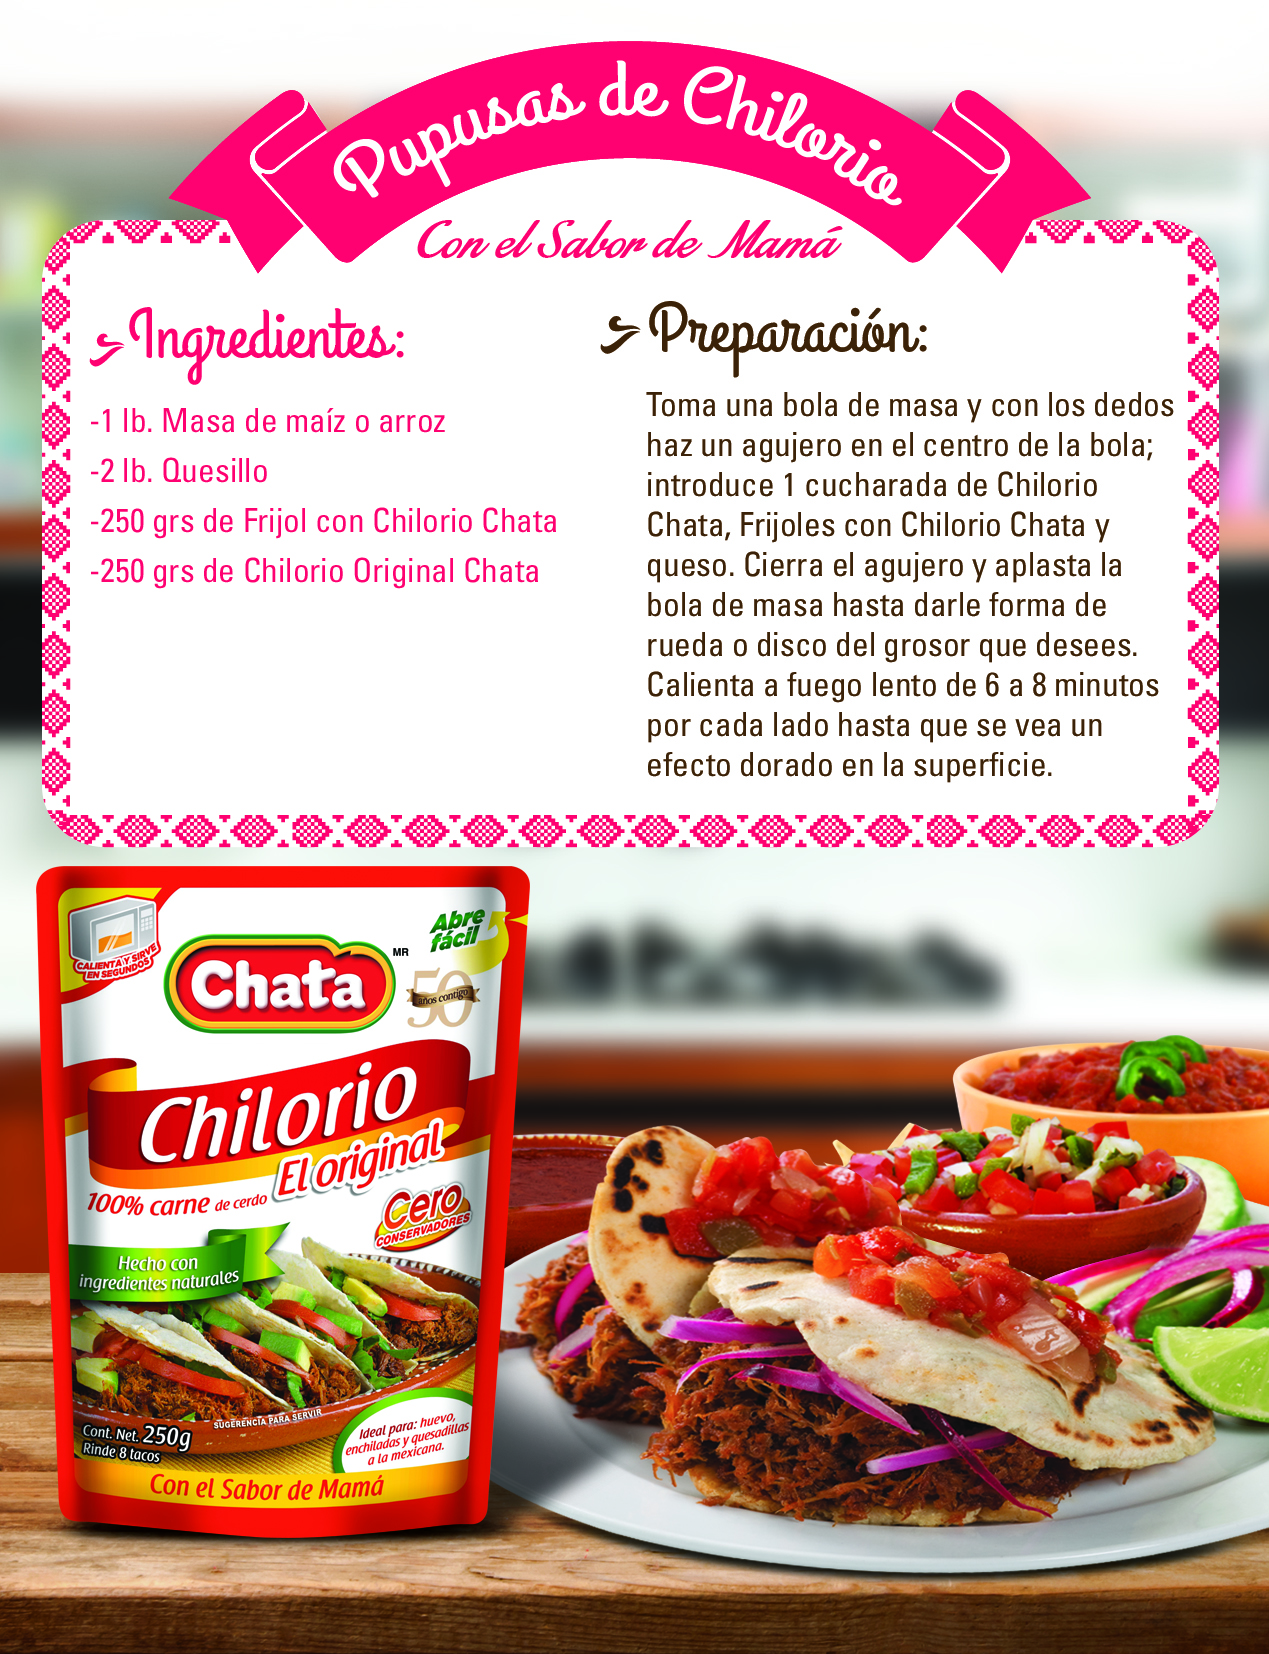 Pupusas de Chilorio
Con el Sabor de Mamá
Ingredientes:
-1 lb. Masa de maíz o arroz
-2 lb. Quesillo
-250 grs de Frijol con Chilorio Chata
-250 grs de Chilorio Original Chata
Preparación:
Toma una bola de masa y con los dedos
haz un agujero en el centro de la bola;
introduce 1 cucharada de Chilorio
Chata, Frijoles con Chilorio Chata y
queso. Cierra el agujero y aplasta la
bola de masa hasta darle forma de
rueda o disco del grosor que desees.
Calienta a fuego lento de 6 a 8 minutos
por cada lado hasta que se vea un
efecto dorado en la superficie.
CALIENTA Y SIRVE
EN SEGUNDOS
Abre
fácil
Chata
MR
50
años contigo
Chilorio
El original
100% carne de cerdo
Cero
CONSERVADORES
Hecho con
ingredientes naturales
SUGERENCIA PARA SERVIR
Cont. Net. 250g
Rinde 8 tacos
Ideal para: huevo,
enchiladas y quesadillas
a la mexicana.
Con el Sabor de Mamá